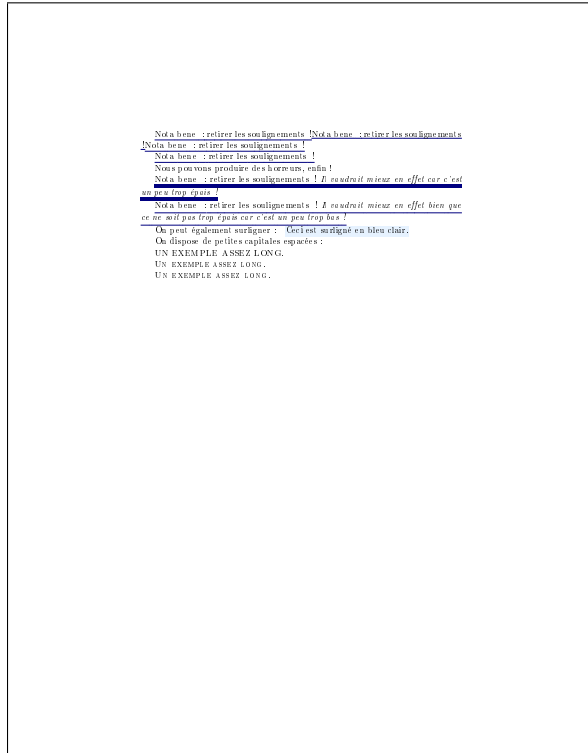 Nota bene : retirer les soulignements !Nota bene : retirer les soulignements
!Nota bene : retirer les soulignements !
Nota bene : retirer les soulignements !
Nous pouvons produire des horreurs, enfin !
Nota bene : retirer les soulignements ! Il vaudrait mieux en effet car c'est
un peu trop épais !
Nota bene : retirer les soulignements ! Il vaudrait mieux en effet bien que
ce ne soit pas trop épais car c'est un peu trop bas !
On peut également surligner : Ceci est surligné en bleu clair.
On dispose de petites capitales espacées :
UN EXEMPLE ASSEZ LONG.
UN EXEMPLE ASSEZ LONG.
UN EXEMPLE ASSEZ LONG.